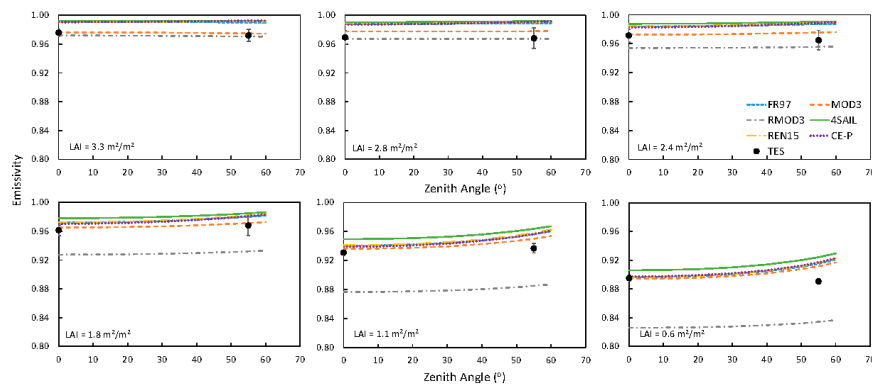 1.00 1.00 1.00
0.96 0.96 0.96
0.92 0.92 0.92
0.88 0.88 0.88
0.84 0.84 0.84
0.80 0.80 0.80
FR97 MOD3
RMOD3 4SAIL
REN15 CE-P
TES
LAI = 3.3 m²/m² LAI = 2.8 m²/m² LAI = 2.4 m²/m²
0 10 20 30 40 50 60 70 0 10 20 30 40 50 60 70 0 10 20 30 40 50 60 70
Emissivity
Zenith Angle (°)
1.00 1.00 1.00
0.96 0.96 0.96
0.92 0.92 0.92
0.88 0.88 0.88
0.84 0.84 0.84
0.80 0.80 0.80
LAI = 1.8 m²/m² LAI = 1.1 m²/m² LAI = 0.6 m²/m²
0 10 20 30 40 50 60 70 0 10 20 30 40 50 60 70 0 10 20 30 40 50 60 70
Zenith Angle (°)